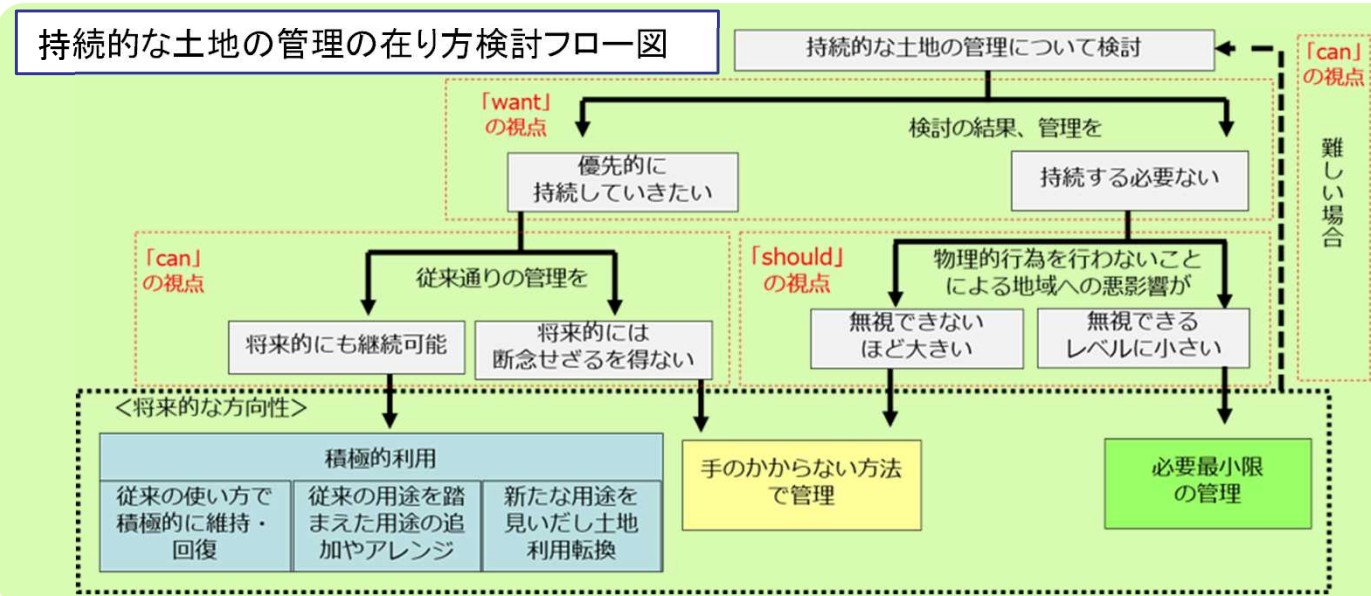 持続的な土地の管理の在り方検討フロー図
持続的な土地の管理について検討
「can」
の視点
難しい場合
「want」
の視点
検討の結果、管理を
優先的に
持続していきたい
持続する必要ない
「can」
の視点
従来通りの管理を
「should」
の視点
物理的行為を行わないこと
による地域への悪影響が
将来的にも継続可能
将来的には
断念せざるを得ない
無視できない
ほど大きい
無視できる
レベルに小さい
<将来的な方向性>
積極的利用
従来の使い方で
積極的に維持・
回復
従来の用途を踏
まえた用途の追
加やアレンジ
新たな用途を
見いだし土地
利用転換
手のかからない方法
で管理
必要最小限
の管理